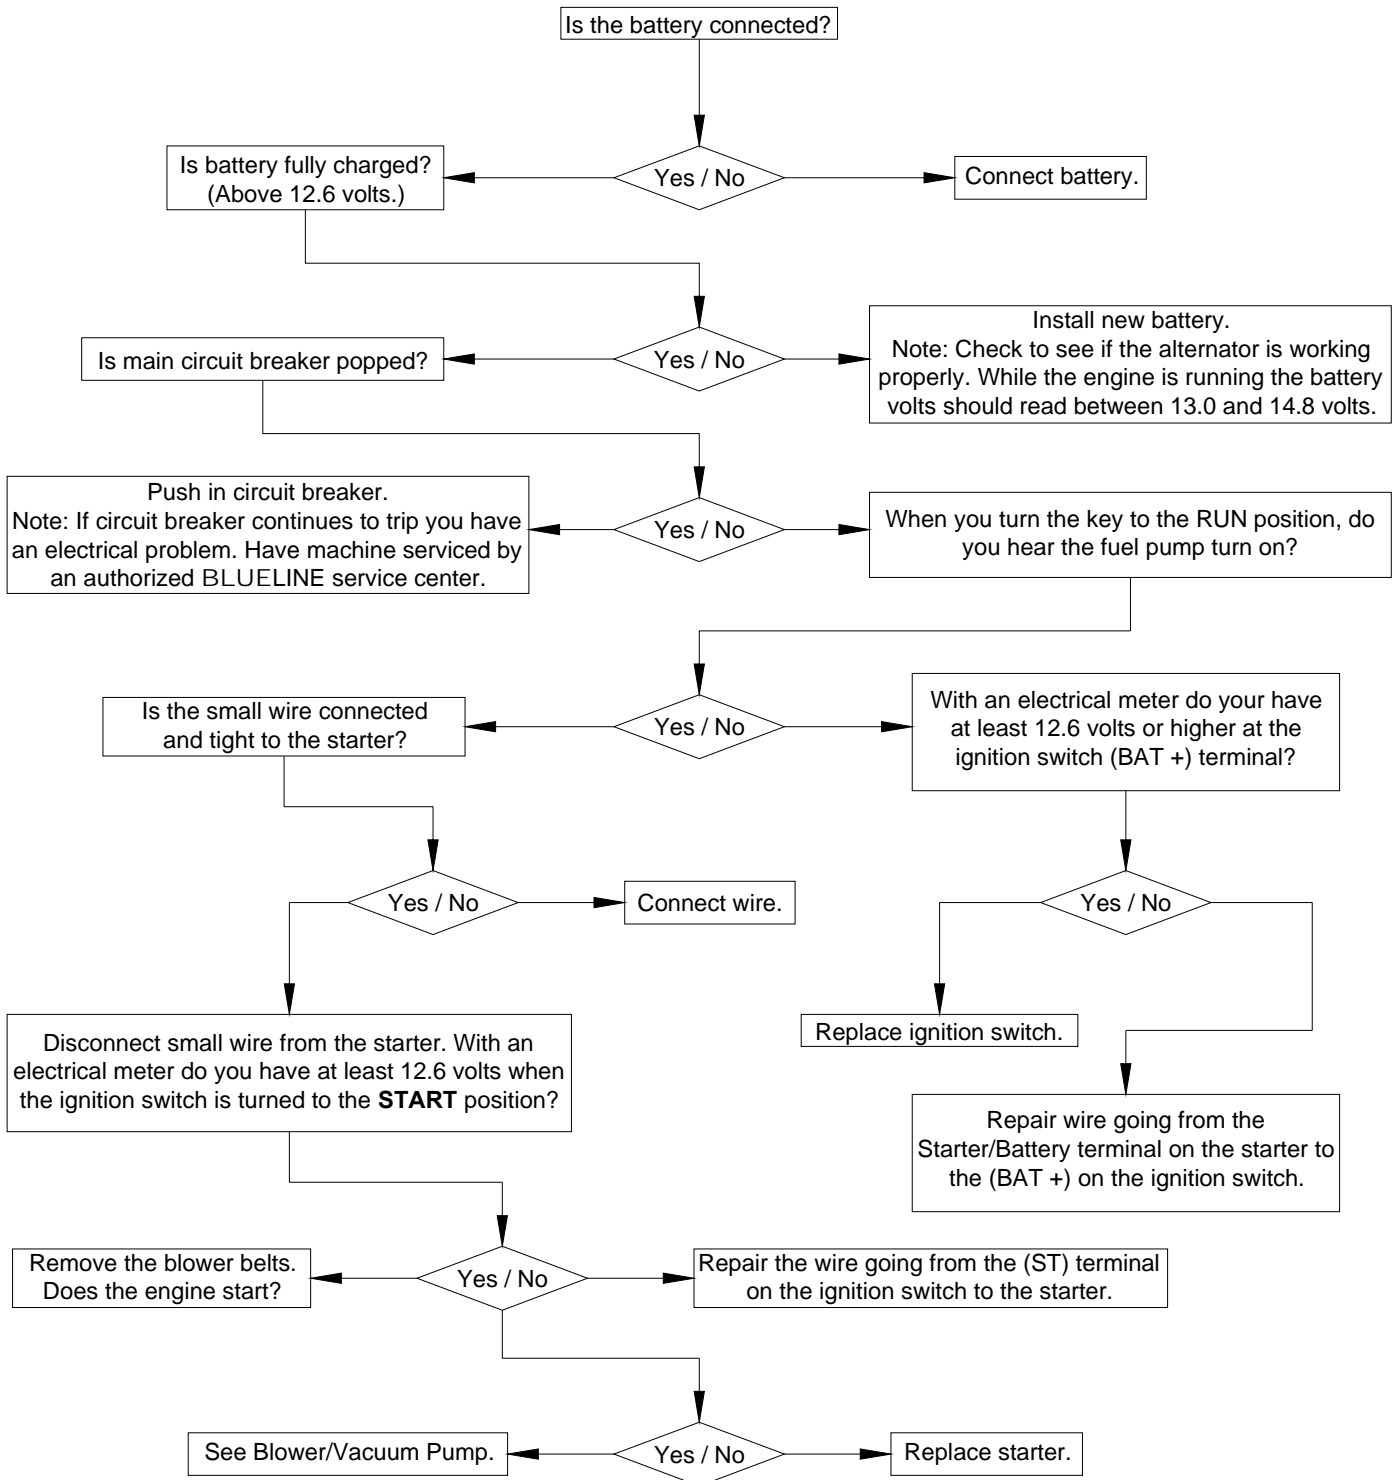 Is the battery connected?
Is battery fully charged?
(Above 12.6 volts.)
Yes / No
Connect battery.
Is main circuit breaker popped?
Yes / No
Install new battery.
Note: Check to see if the alternator is working
properly. While the engine is running the battery
volts should read between 13.0 and 14.8 volts.
Push in circuit breaker.
Note: If circuit breaker continues to trip you have
an electrical problem. Have machine serviced by
an authorized BLUELINE service center.
Yes / No
When you turn the key to the RUN position, do
you hear the fuel pump turn on?
Is the small wire connected
and tight to the starter?
Yes / No
With an electrical meter do your have
at least 12.6 volts or higher at the
ignition switch (BAT +) terminal?
Yes / No
Connect wire.
Yes / No
Replace ignition switch.
Disconnect small wire from the starter. With an
electrical meter do you have at least 12.6 volts when
the ignition switch is turned to the START position?
Repair wire going from the
Starter/Battery terminal on the starter to
the (BAT +) on the ignition switch.
Remove the blower belts.
Does the engine start?
Yes / No
Repair the wire going from the (ST) terminal
on the ignition switch to the starter.
See Blower/Vacuum Pump.
Yes / No
Replace starter.